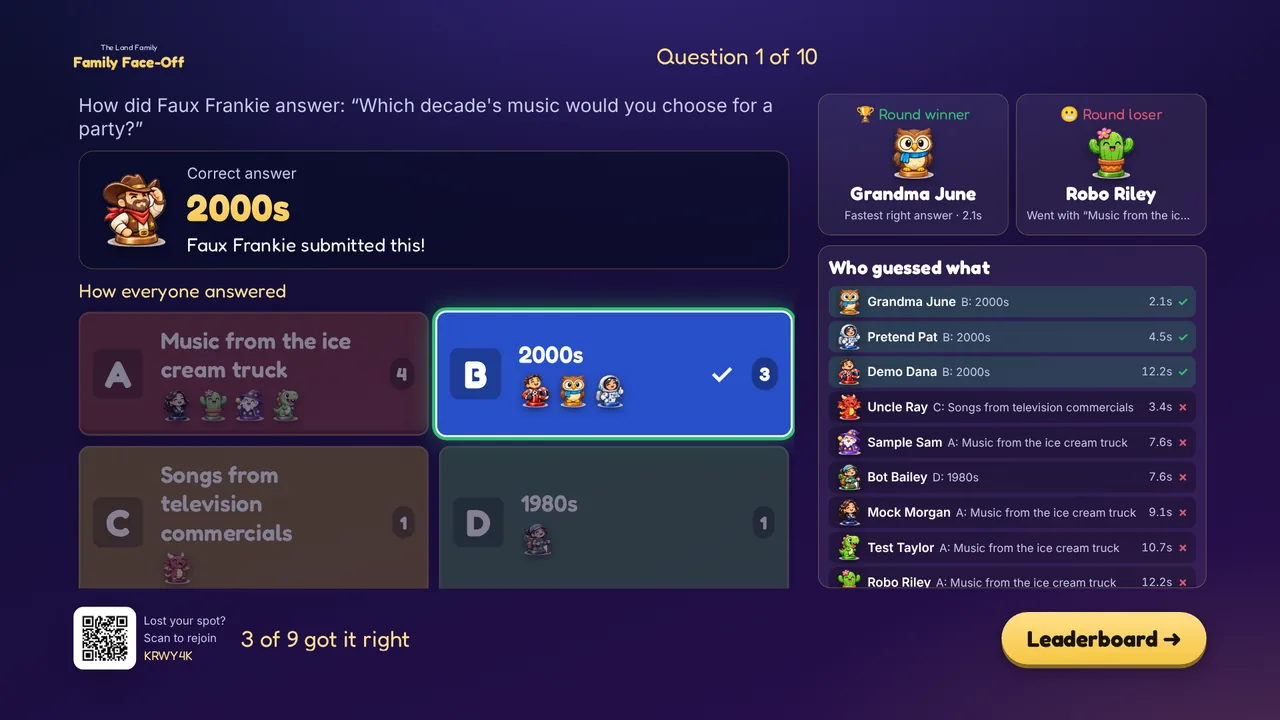 The Land Family
Family Face-Off
Question 1 of 10
How did Faux Frankie answer: “Which decade's music would you choose for a
party?”
Correct answer
2000s
Faux Frankie submitted this!
How everyone answered
A
Music from the ice
cream truck
4
B
2000s
3
C
Songs from
television
commercials
1
D
1980s
1
🏆 Round winner
Grandma June
Fastest right answer · 2.1s
😬 Round loser
Robo Riley
Went with “Music from the ic...
Who guessed what
Grandma June B: 2000s 2.1s ✓
Pretend Pat B: 2000s 4.5s ✓
Demo Dana B: 2000s 12.2s ✓
Uncle Ray C: Songs from television commercials 3.4s ×
Sample Sam A: Music from the ice cream truck 7.6s ×
Bot Bailey D: 1980s 7.6s ×
Mock Morgan A: Music from the ice cream truck 9.1s ×
Test Taylor A: Music from the ice cream truck 10.7s ×
Robo Riley A: Music from the ice cream truck 12.2s ×
Lost your spot?
Scan to rejoin
KRWY4K
3 of 9 got it right
Leaderboard →